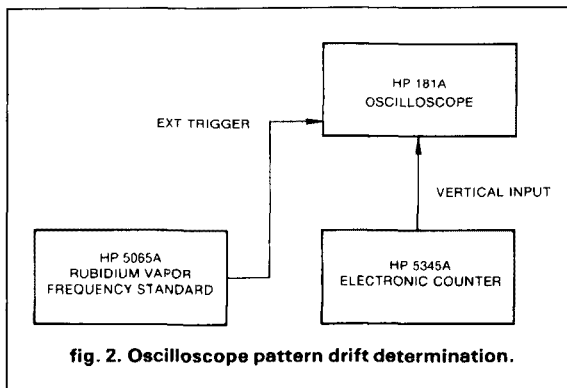 HP 181A
OSCILLOSCOPE
EXT TRIGGER
VERTICAL INPUT
HP 5065A
RUBIDIUM VAPOR
FREQUENCY STANDARD
HP 5345A
ELECTRONIC COUNTER
fig. 2. Oscilloscope pattern drift determination.